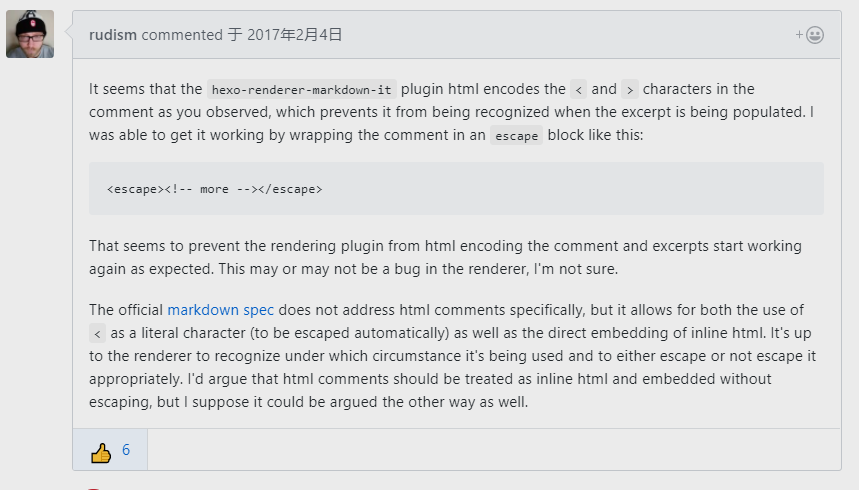 rudism commented 于 2017年2月4日
It seems that the hexo-renderer-markdown-it plugin html encodes the < and > characters in the
comment as you observed, which prevents it from being recognized when the excerpt is being populated. I
was able to get it working by wrapping the comment in an escape block like this:
<escape><!-- more --></escape>
That seems to prevent the rendering plugin from html encoding the comment and excerpts start working
again as expected. This may or may not be a bug in the renderer, I'm not sure.
The official markdown spec does not address html comments specifically, but it allows for both the use of
< as a literal character (to be escaped automatically) as well as the direct embedding of inline html. It's up
to the renderer to recognize under which circumstance it's being used and to either escape or not escape it
appropriately. I'd argue that html comments should be treated as inline html and embedded without
escaping, but I suppose it could be argued the other way as well.
6